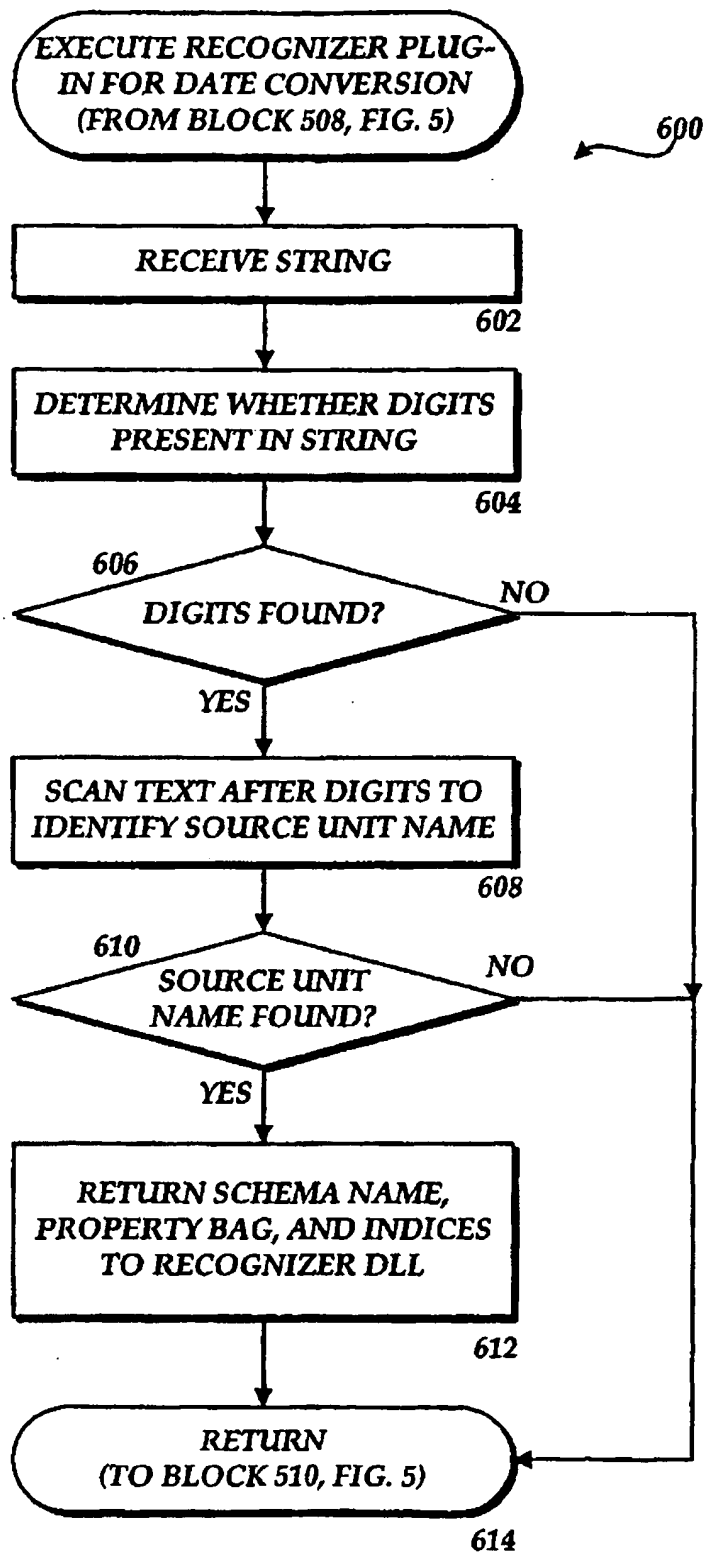 EXECUTE RECOGNIZER PLUG-
IN FOR DATE CONVERSION
(FROM BLOCK 508, FIG. 5)
600
RECEIVE STRING
602
DETERMINE WHETHER DIGITS
PRESENT IN STRING
604
606
DIGITS FOUND?
NO
YES
SCAN TEXT AFTER DIGITS TO
IDENTIFY SOURCE UNIT NAME
608
610
SOURCE UNIT
NAME FOUND?
NO
YES
RETURN SCHEMA NAME,
PROPERTY BAG, AND INDICES
TO RECOGNIZER DLL
612
RETURN
(TO BLOCK 510, FIG. 5)
614